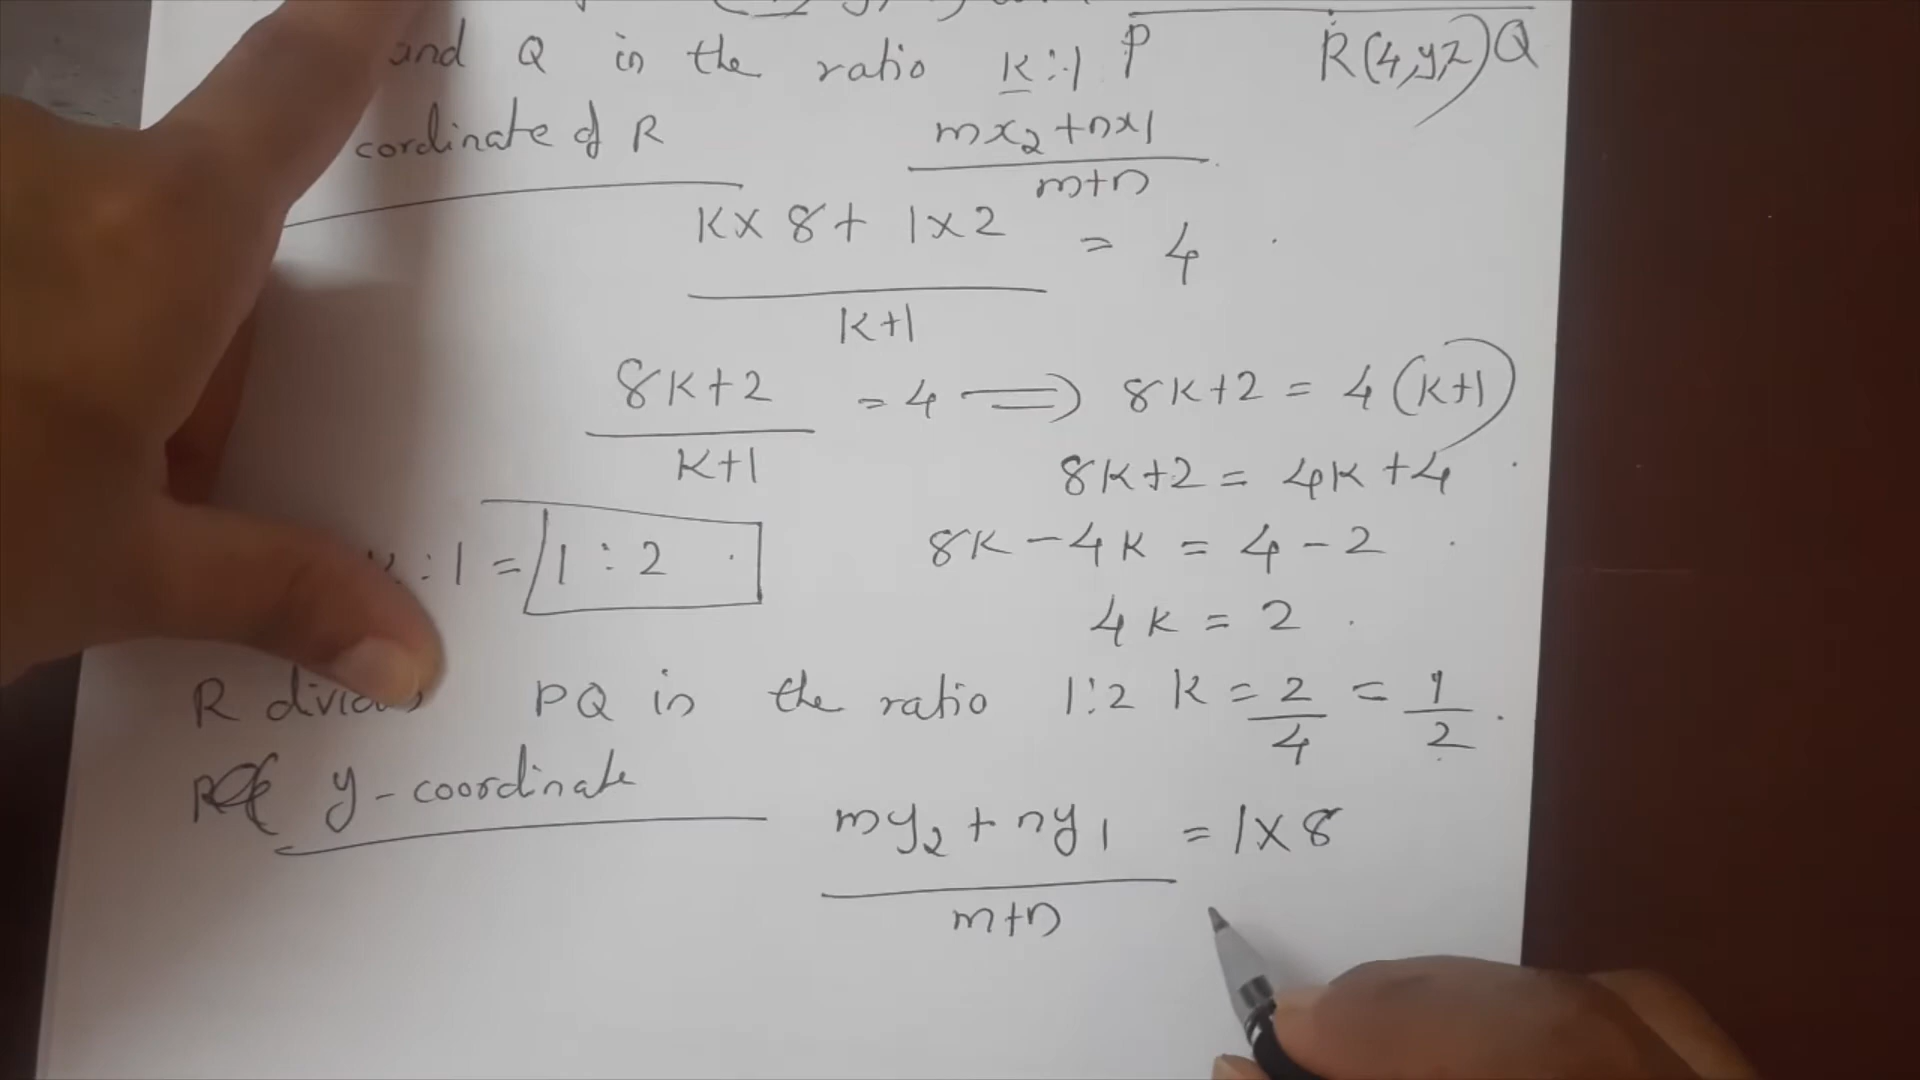 and Q in the ratio K:1 P R(4,y,z) Q
cordinate of R
mx₂+nx₁
m+n
K×8+ 1×2 = 4
K+1
8K+2 = 4 ⟹ 8K+2 = 4(K+1)
K+1
8K+2 = 4K+4
K:1 = 1:2
8K-4K = 4-2
4K = 2
R divides PQ in the ratio 1:2 K = 2/4 = 1/2
y-coordinate
my₂+ny₁ = 1×8
m+n